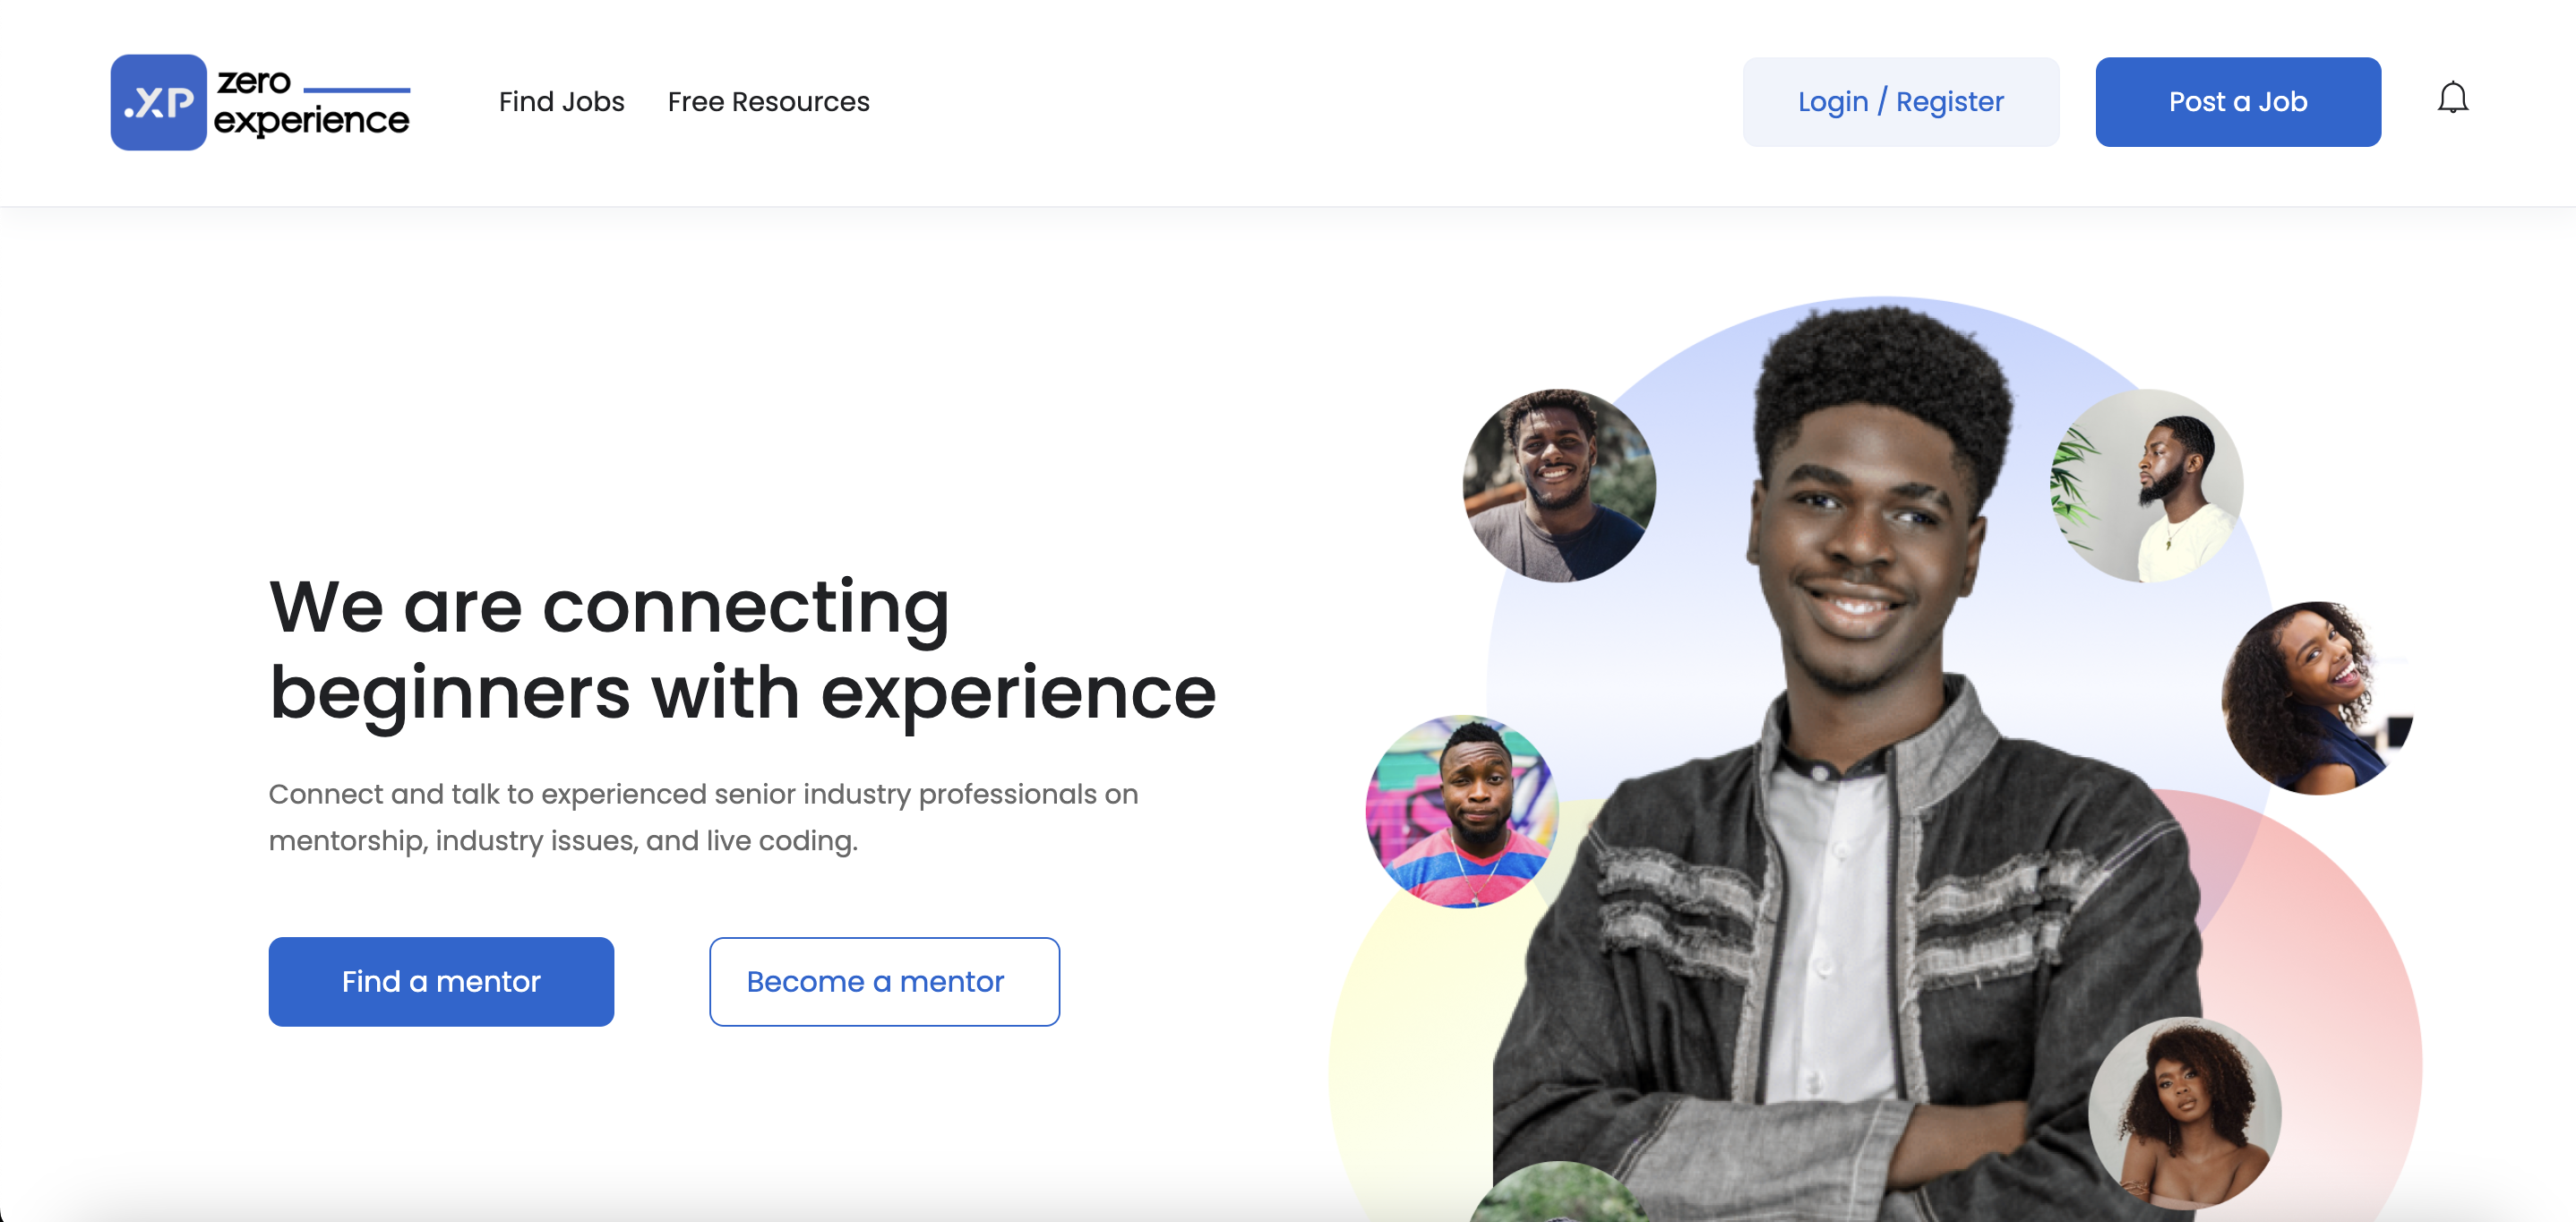 .XP zero
experience
Find Jobs Free Resources Login / Register Post a Job
We are connecting
beginners with experience
Connect and talk to experienced senior industry professionals on
mentorship, industry issues, and live coding.
Find a mentor Become a mentor